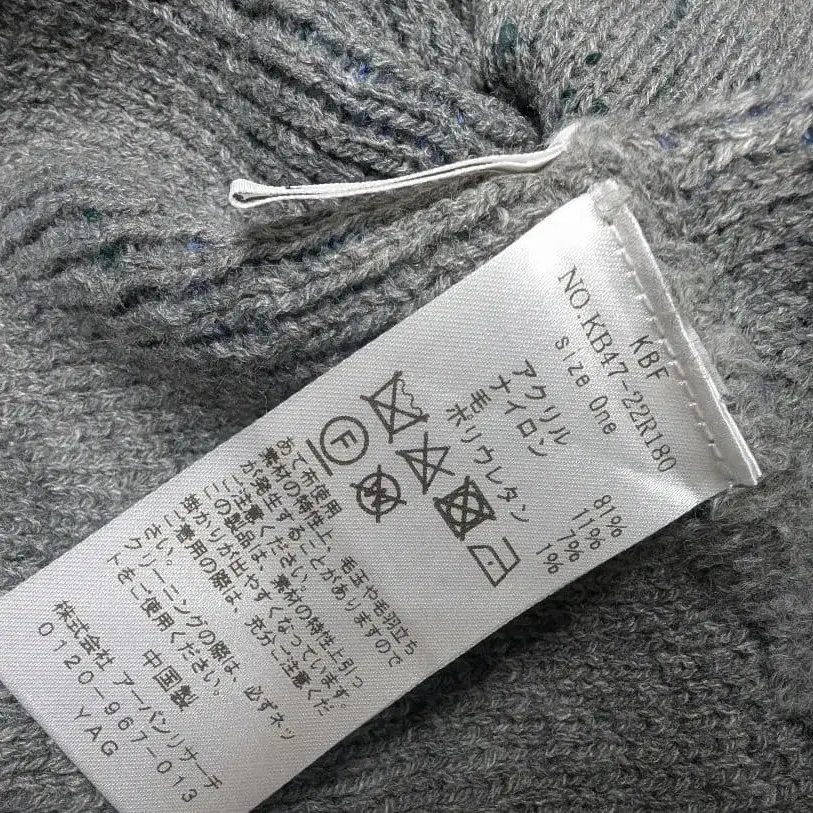 KBF
NO.KB47-22R180
Size One
アクリル 81%
ナイロン 11%
毛 7%
ポリウレタン 1%
あて布使用
素材の特性上、毛玉や毛羽立ち
が発生することがありますので
ご注意ください。
この製品は、素材の特性上引っ
掛かりが出やすくなっています。
ご着用の際は、充分ご注意くだ
さい。
クリーニングの際は、必ずネッ
トをご使用ください。
中国製
株式会社 アーバンリサーチ
0120-967-013
YAG
F
W